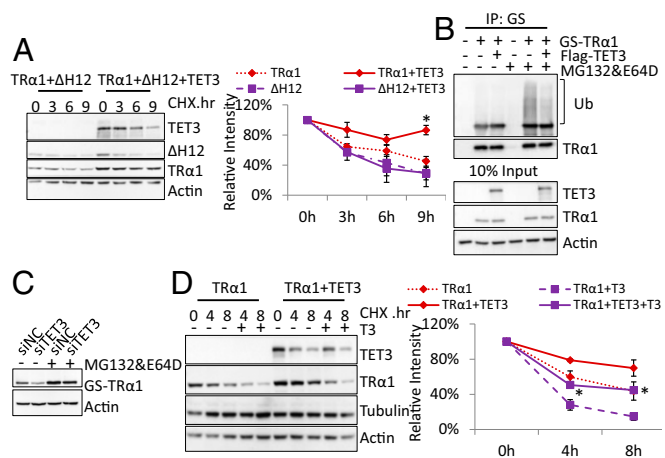 A
TRα1+ΔH12 TRα1+ΔH12+TET3
0 3 6 9 0 3 6 9 CHX.hr
TET3
ΔH12
TRα1
Actin
TRα1 TRα1+TET3
ΔH12 ΔH12+TET3
Relative Intensity
120%
80%
40%
0%
*
0h 3h 6h 9h
B
IP: GS
- + + - + + GS-TRα1
- - + - - + Flag-TET3
- - - + + + MG132&E64D
Ub
TRα1
10% Input
TET3
TRα1
Actin
C
siNC siTET3 siNC siTET3
- - + + MG132&E64D
GS-TRα1
Actin
D
TRα1 TRα1+TET3
0 4 8 4 8 0 4 8 4 8 CHX .hr
+ + + + T3
TET3
TRα1
Tubulin
Actin
TRα1 TRα1+T3
TRα1+TET3 TRα1+TET3+T3
Relative Intensity
120%
80%
40%
0%
* *
0h 4h 8h